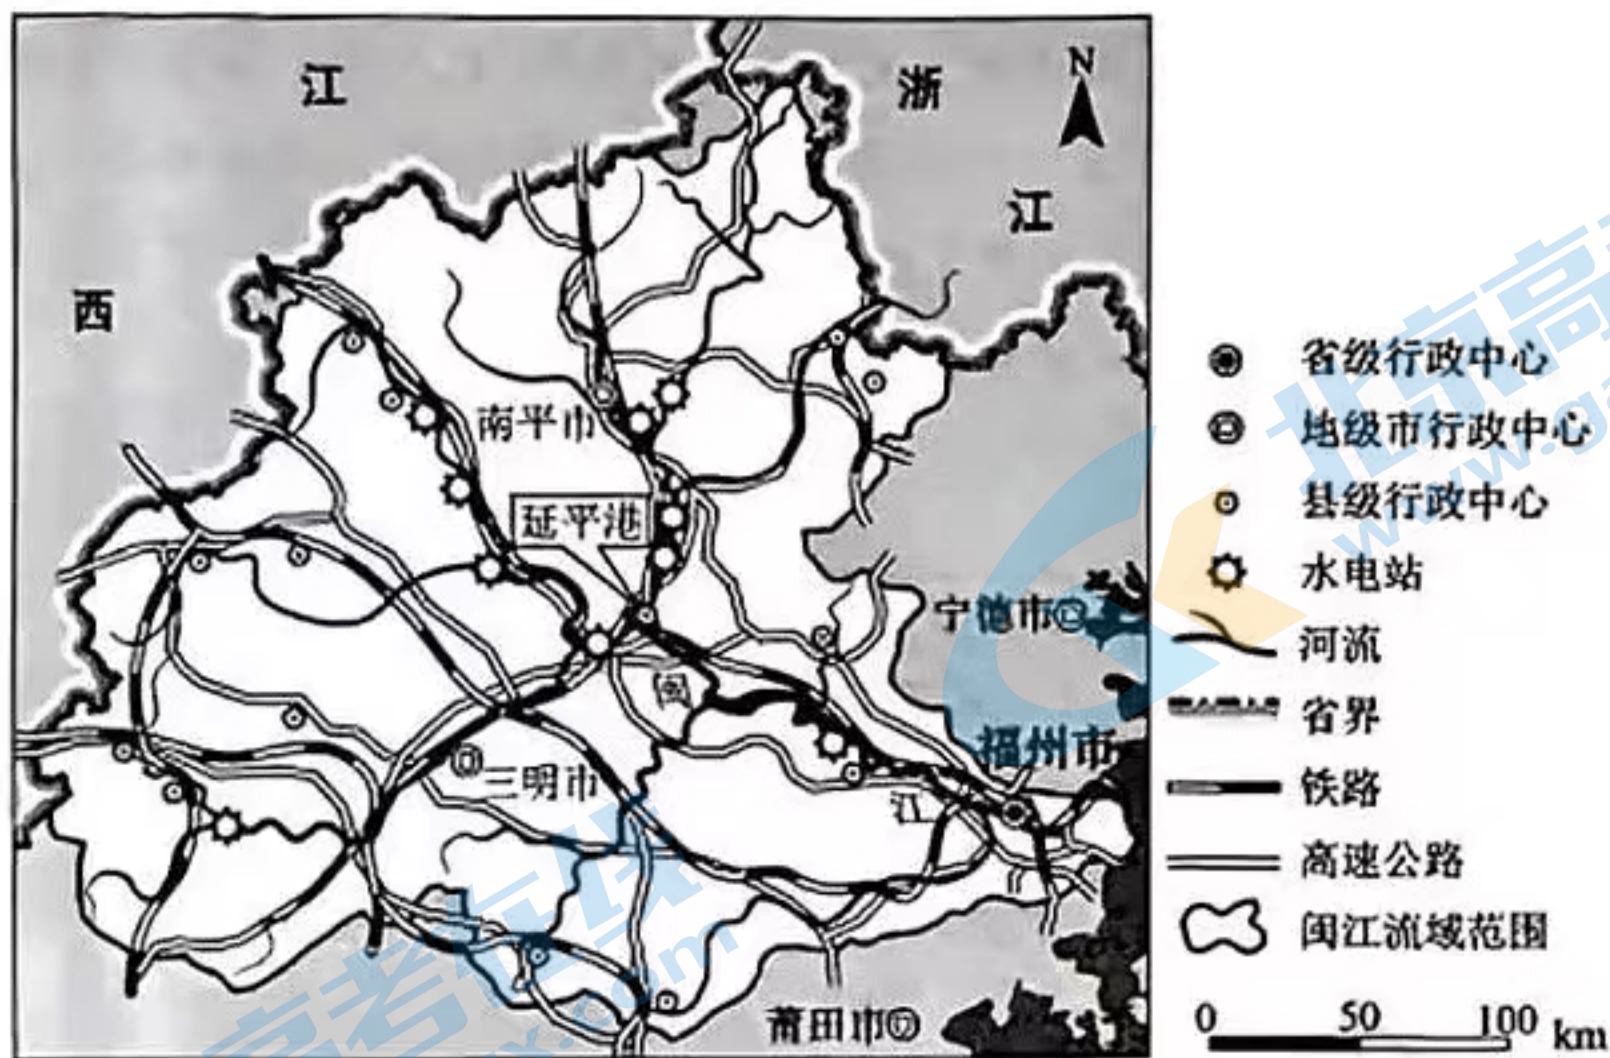 江
浙
N
江
西
南平市
延平港
宁德市
闽
福州市
三明市
江
莆田市
省级行政中心
地级市行政中心
县级行政中心
水电站
河流
省界
铁路
高速公路
闽江流域范围
0 50 100 km